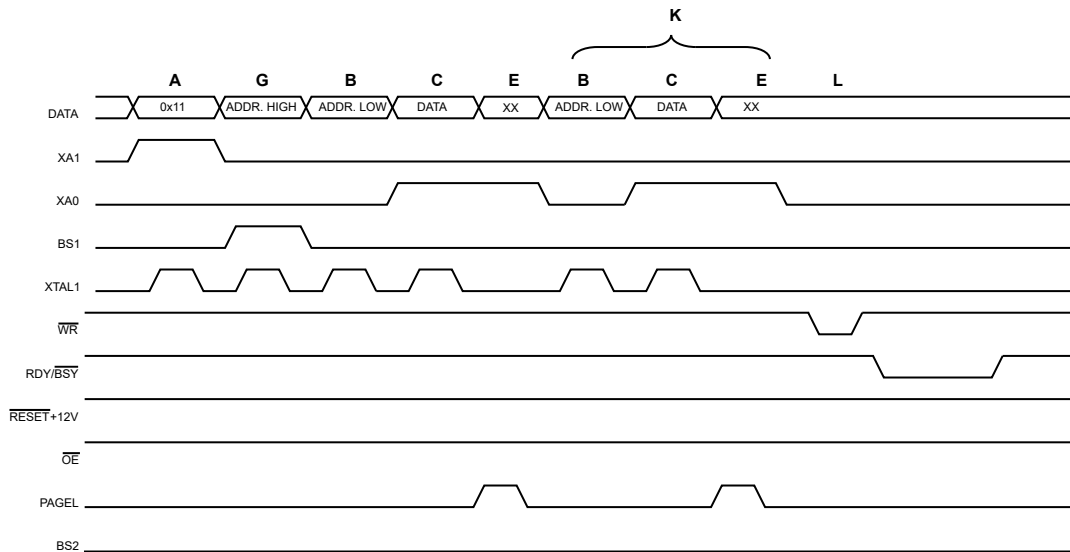 K
A G B C E B C E L
DATA 0x11 ADDR. HIGH ADDR. LOW DATA XX ADDR. LOW DATA XX
XA1
XA0
BS1
XTAL1
WR
RDY/BSY
RESET+12V
OE
PAGEL
BS2